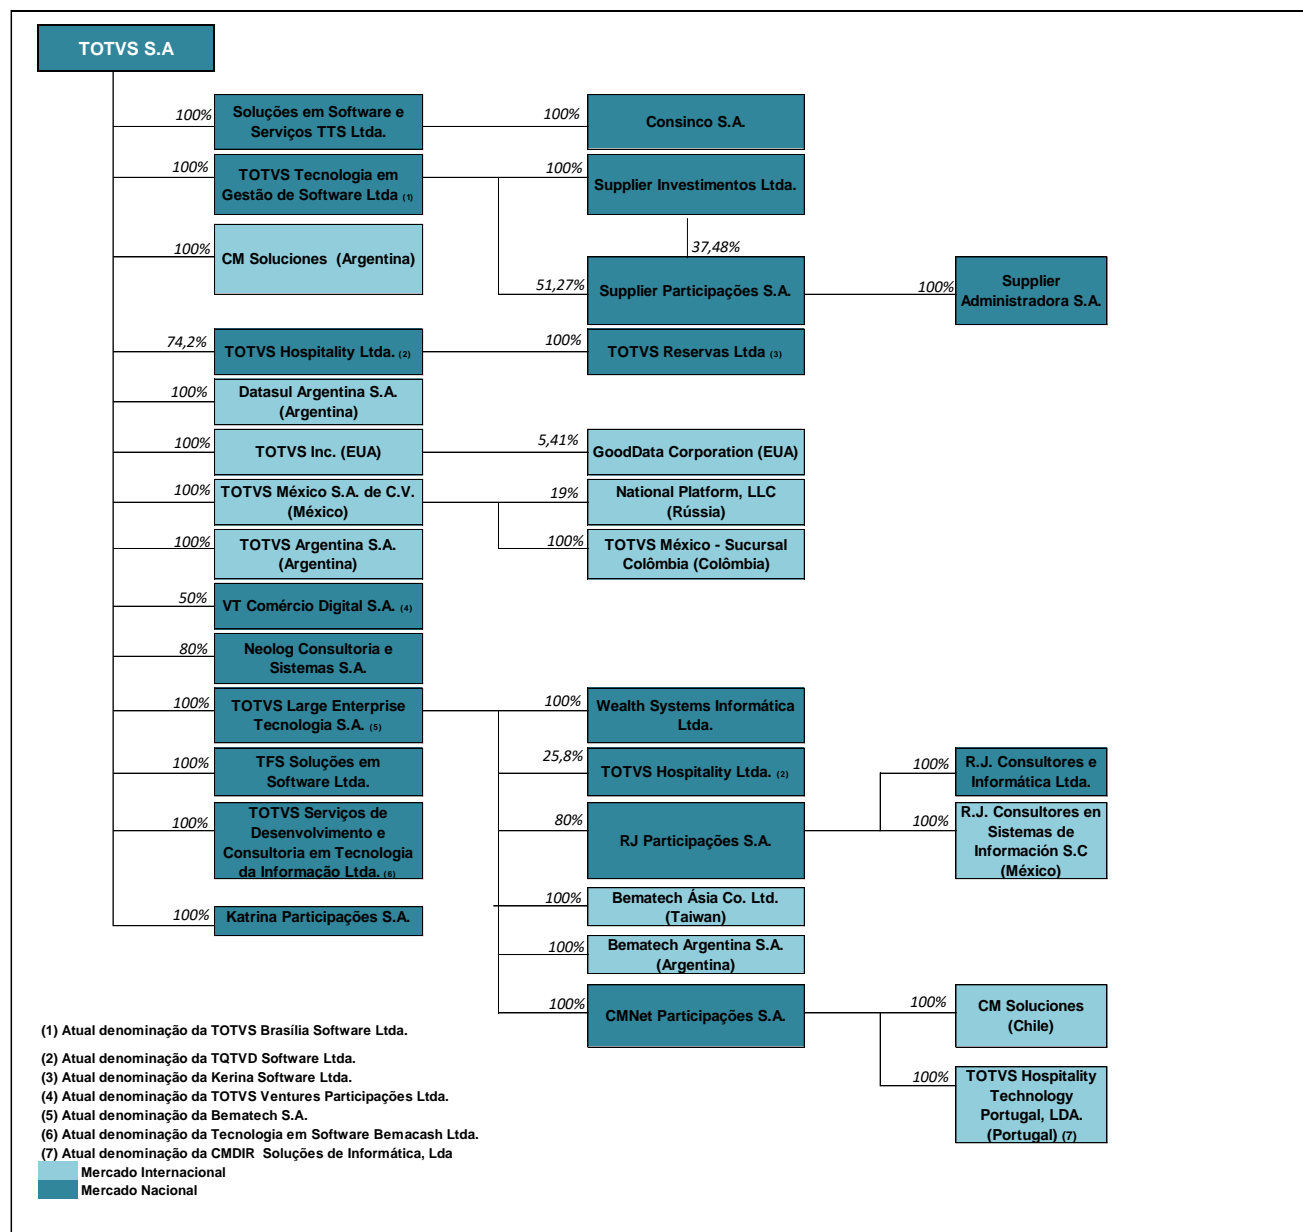 TOTVS S.A
100%
Soluções em Software e
Serviços TTS Ltda.
100%
Consinco S.A.
100%
TOTVS Tecnologia em
Gestão de Software Ltda (1)
100%
Supplier Investimentos Ltda.
37,48%
100%
CM Soluciones (Argentina)
51,27%
Supplier Participações S.A.
100%
Supplier
Administradora S.A.
74,2%
TOTVS Hospitality Ltda. (2)
100%
TOTVS Reservas Ltda (3)
100%
Datasul Argentina S.A.
(Argentina)
100%
TOTVS Inc. (EUA)
5,41%
GoodData Corporation (EUA)
100%
TOTVS México S.A. de C.V.
(México)
19%
National Platform, LLC
(Rússia)
100%
TOTVS Argentina S.A.
(Argentina)
100%
TOTVS México - Sucursal
Colômbia (Colômbia)
50%
VT Comércio Digital S.A. (4)
80%
Neolog Consultoria e
Sistemas S.A.
100%
TOTVS Large Enterprise
Tecnologia S.A. (5)
100%
Wealth Systems Informática
Ltda.
100%
TFS Soluções em
Software Ltda.
25,8%
TOTVS Hospitality Ltda. (2)
100%
R.J. Consultores e
Informática Ltda.
100%
TOTVS Serviços de
Desenvolvimento e
Consultoria em Tecnologia
da Informação Ltda. (6)
80%
RJ Participações S.A.
100%
R.J. Consultores en
Sistemas de
Información S.C
(México)
100%
Katrina Participações S.A.
100%
Bematech Ásia Co. Ltd.
(Taiwan)
100%
Bematech Argentina S.A.
(Argentina)
100%
CMNet Participações S.A.
100%
CM Soluciones
(Chile)
100%
TOTVS Hospitality
Technology
Portugal, LDA.
(Portugal) (7)
(1) Atual denominação da TOTVS Brasília Software Ltda.
(2) Atual denominação da TQTVD Software Ltda.
(3) Atual denominação da Kerina Software Ltda.
(4) Atual denominação da TOTVS Ventures Participações Ltda.
(5) Atual denominação da Bematech S.A.
(6) Atual denominação da Tecnologia em Software Bemacash Ltda.
(7) Atual denominação da CMDIR Soluções de Informática, Lda
Mercado Internacional
Mercado Nacional